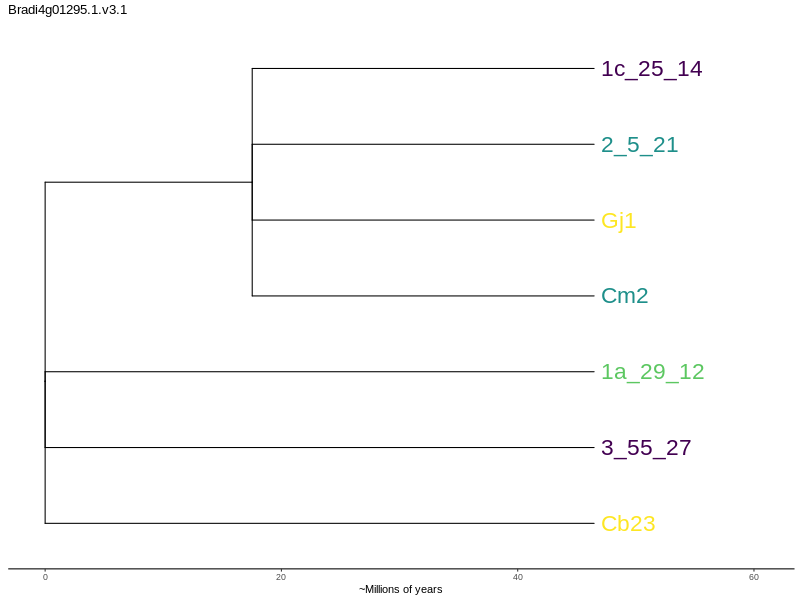 Bradi4g01295.1.v3.1
1c_25_14
2_5_21
Gj1
Cm2
1a_29_12
3_55_27
Cb23
0 20 40 60
~Millions of years